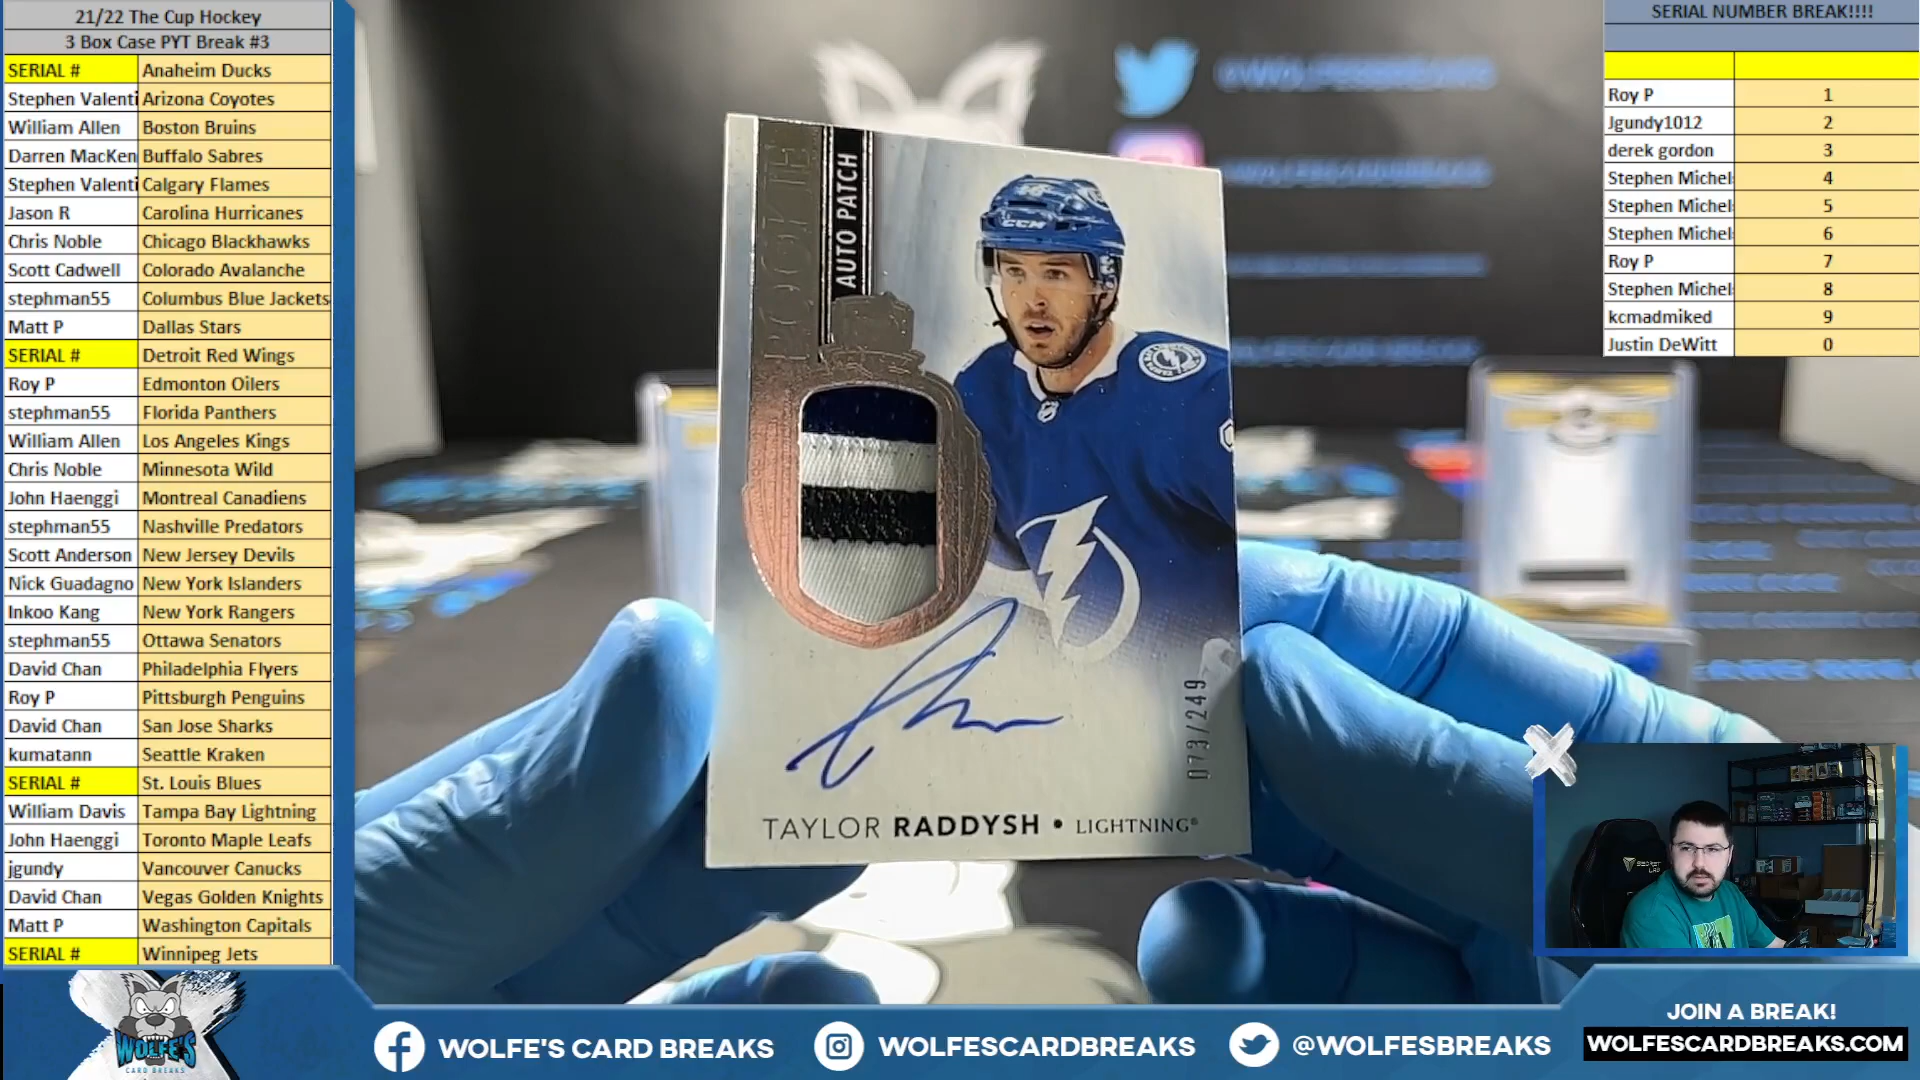 21/22 The Cup Hockey
3 Box Case PYT Break #3
SERIAL # Anaheim Ducks
Stephen Valenti Arizona Coyotes
William Allen Boston Bruins
Darren MacKen Buffalo Sabres
Stephen Valenti Calgary Flames
Jason R Carolina Hurricanes
Chris Noble Chicago Blackhawks
Scott Cadwell Colorado Avalanche
stephman55 Columbus Blue Jackets
Matt P Dallas Stars
SERIAL # Detroit Red Wings
Roy P Edmonton Oilers
stephman55 Florida Panthers
William Allen Los Angeles Kings
Chris Noble Minnesota Wild
John Haenggi Montreal Canadiens
stephman55 Nashville Predators
Scott Anderson New Jersey Devils
Nick Guadagno New York Islanders
Inkoo Kang New York Rangers
stephman55 Ottawa Senators
David Chan Philadelphia Flyers
Roy P Pittsburgh Penguins
David Chan San Jose Sharks
kumatann Seattle Kraken
SERIAL # St. Louis Blues
William Davis Tampa Bay Lightning
John Haenggi Toronto Maple Leafs
jgundy Vancouver Canucks
David Chan Vegas Golden Knights
Matt P Washington Capitals
SERIAL # Winnipeg Jets
ROOKIE
AUTO PATCH
CCM
073/249
TAYLOR RADDYSH • LIGHTNING
@WOLFESBREAKS
SERIAL NUMBER BREAK!!!!
Roy P 1
Jgundy1012 2
derek gordon 3
Stephen Michel 4
Stephen Michel 5
Stephen Michel 6
Roy P 7
Stephen Michel 8
kcmadmiked 9
Justin DeWitt 0
WOLFE'S
CARD BREAKS
WOLFE'S CARD BREAKS
WOLFESCARDBREAKS
@WOLFESBREAKS
JOIN A BREAK!
WOLFESCARDBREAKS.COM